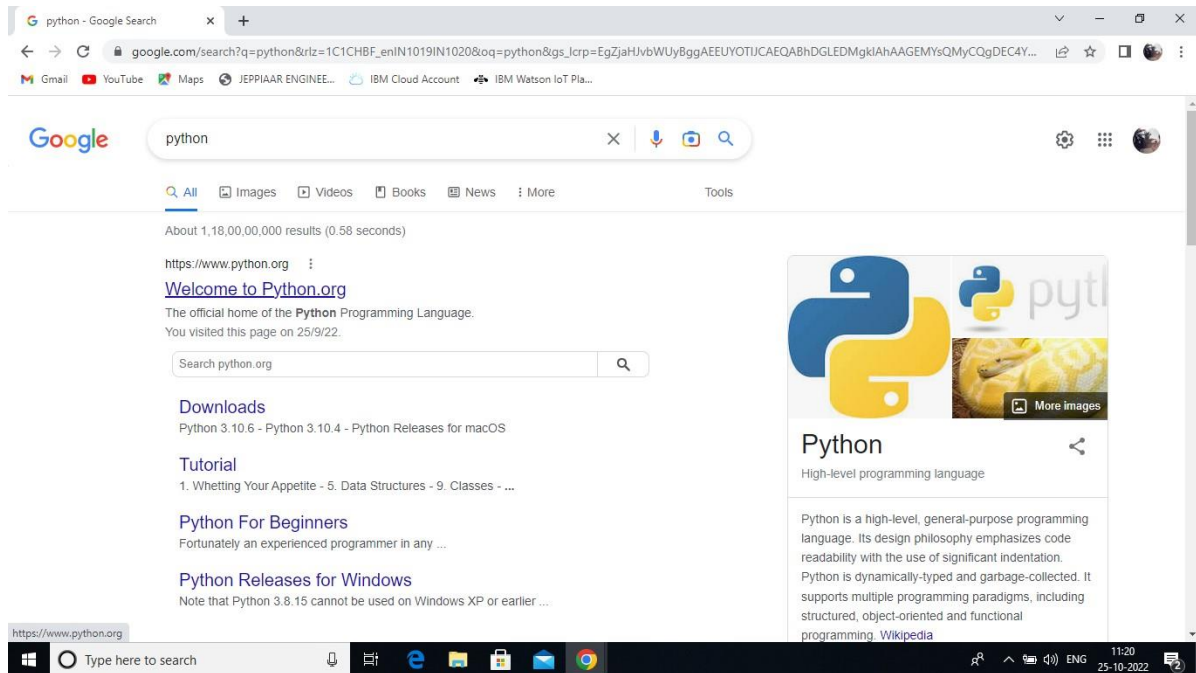 python - Google Search
google.com/search?q=python&rlz=1C1CHBF_enIN1019IN1020&oq=python&gs_lcrp=EgZjaHJvbWUyBggAEEUYOTIJCAEQABhDGLEDMgkIAhAAGEMYsQMyCQgDEC4Y...
Gmail YouTube Maps JEPPIAAR ENGINEE... IBM Cloud Account IBM Watson IoT Pla...
Google
python
All Images Videos Books News More Tools
About 1,18,00,00,000 results (0.58 seconds)
https://www.python.org
Welcome to Python.org
The official home of the Python Programming Language.
You visited this page on 25/9/22.
Search python.org
Downloads
Python 3.10.6 - Python 3.10.4 - Python Releases for macOS
Tutorial
1. Whetting Your Appetite - 5. Data Structures - 9. Classes - ...
Python For Beginners
Fortunately an experienced programmer in any ...
Python Releases for Windows
Note that Python 3.8.15 cannot be used on Windows XP or earlier ...
pytl
More images
Python
High-level programming language
Python is a high-level, general-purpose programming
language. Its design philosophy emphasizes code
readability with the use of significant indentation.
Python is dynamically-typed and garbage-collected. It
supports multiple programming paradigms, including
structured, object-oriented and functional
programming. Wikipedia
https://www.python.org
Type here to search
ENG
11:20
25-10-2022
2